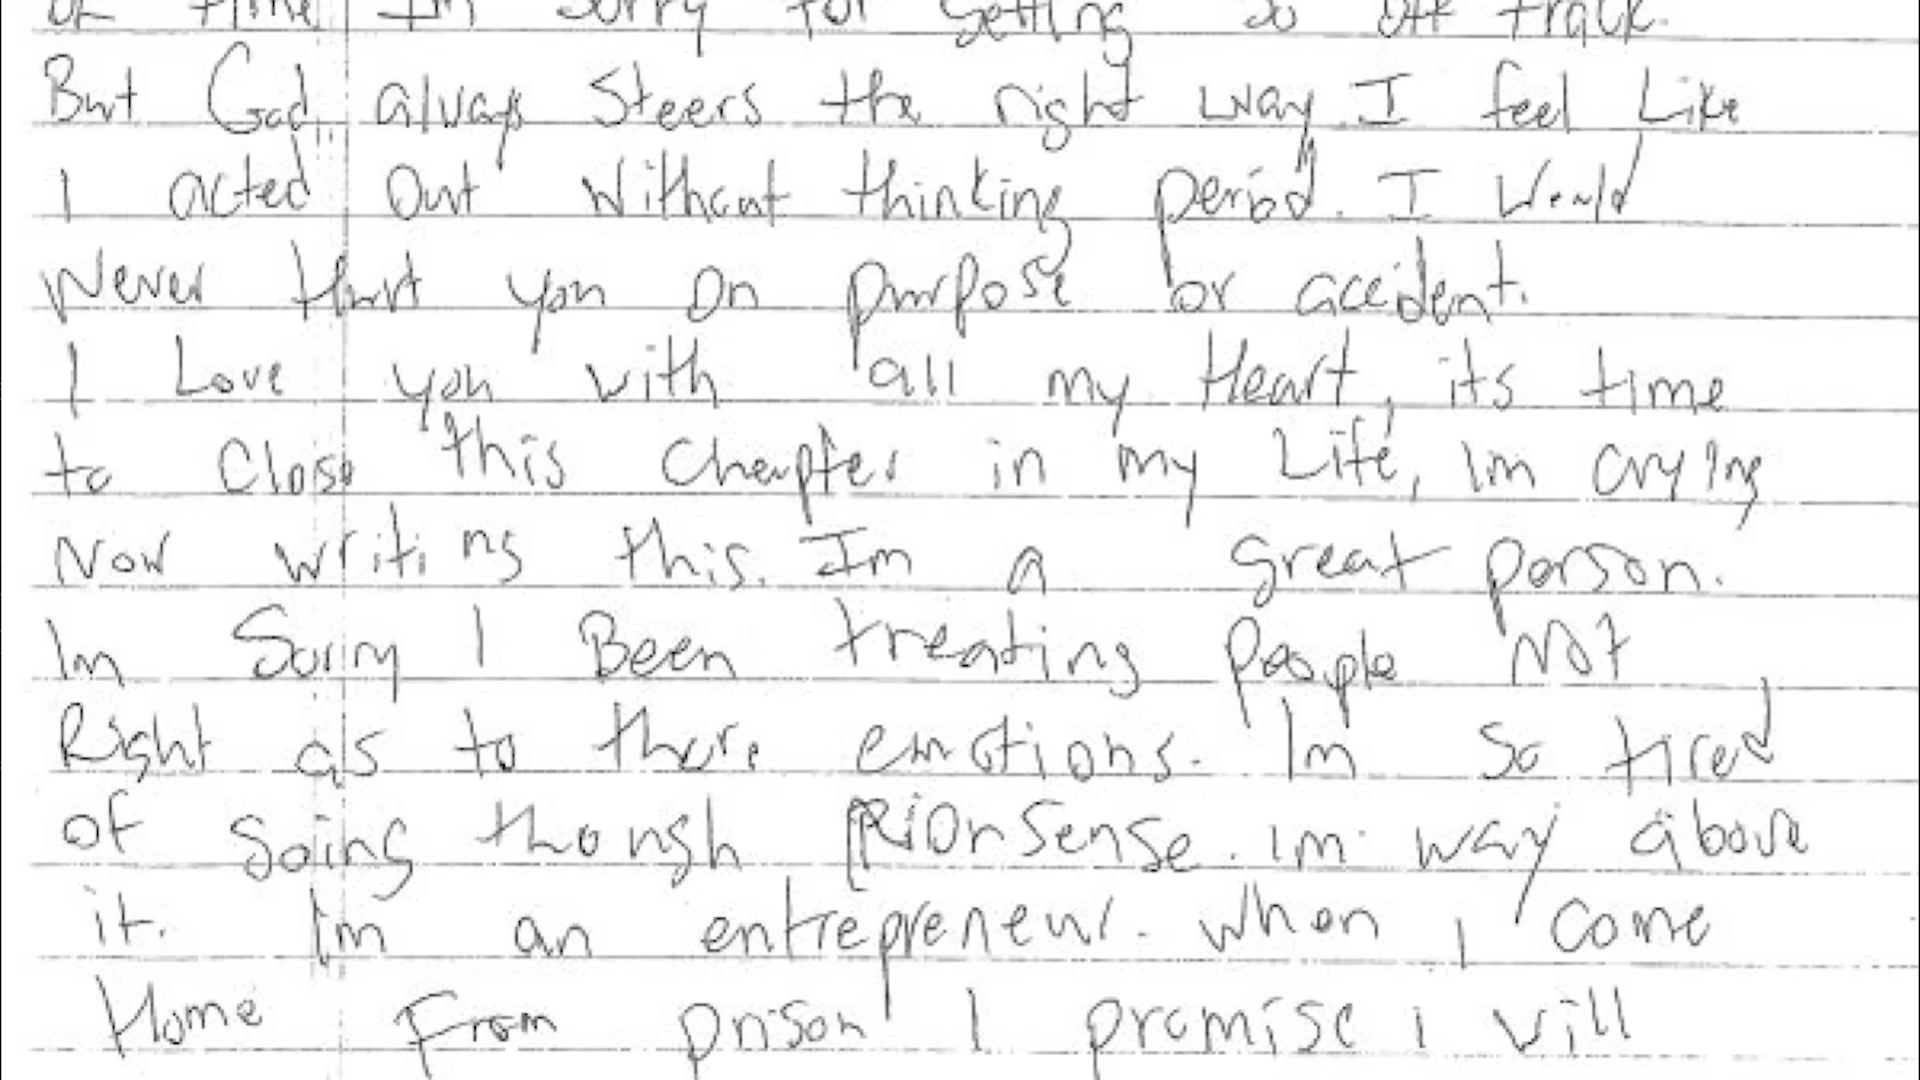 of time Im sorry for getting so off track.
But God always Steers the right way I feel Like
I acted Out Without thinking period. I Would
Never Hurt you On purpose or accident.
I Love you with all my Heart, its time
to Close this Chapter in my Life, Im crying
Now writing this. Im a great person.
Im Sorry I Been treating People Not
Right as to there emotions. Im So tired
of going though Nonsense. im way above
it. Im an entrepreneur. when I come
Home From prison I promise i will